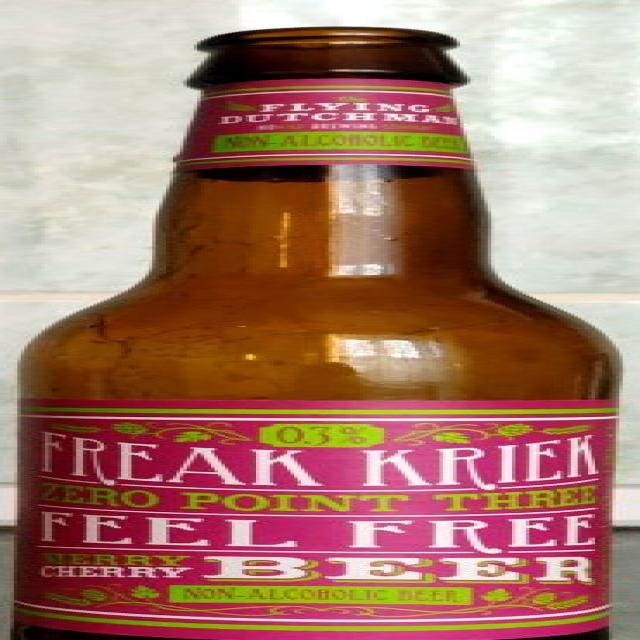 FLYING
DUTCHMAN
NON-ALCOHOLIC BEER
0.3%
FREAK KRIEK
ZERO POINT THREE
FEEL FREE
MERRY
CHERRY BEER
NON-ALCOHOLIC BEER